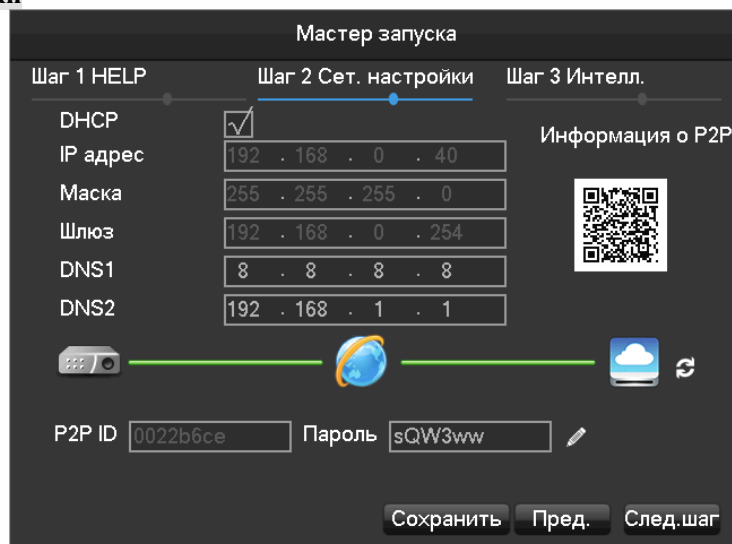 Мастер запуска
Шаг 1 HELP Шаг 2 Сет. настройки Шаг 3 Интелл.
DHCP
Информация о P2P
IP адрес 192 . 168 . 0 . 40
Маска 255 . 255 . 255 . 0
Шлюз 192 . 168 . 0 . 254
DNS1 8 . 8 . 8 . 8
DNS2 192 . 168 . 1 . 1
P2P ID 0022b6ce Пароль sQW3ww
Сохранить Пред. След.шаг